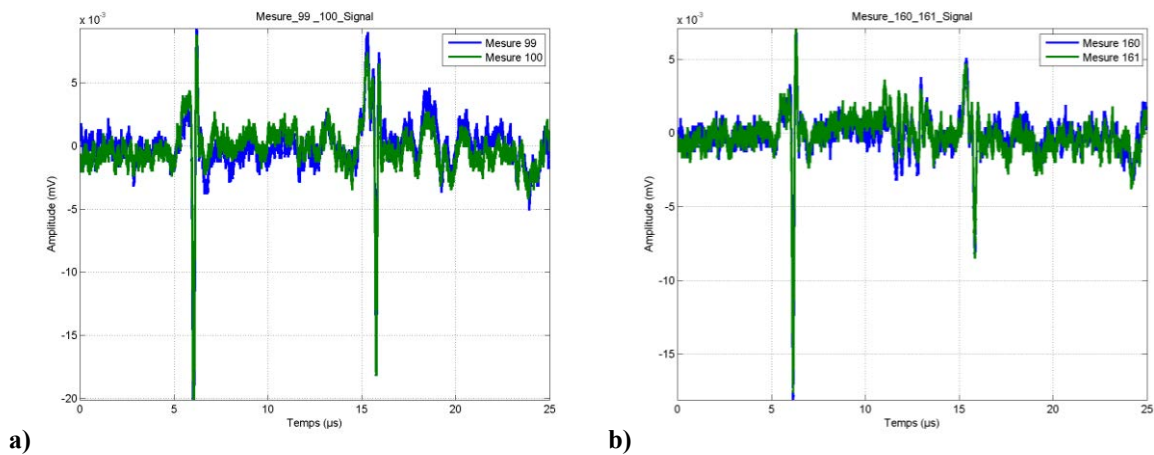 Mesure_99 _100_Signal
x 10-3
Mesure 99
Mesure 100
5
0
-5
-10
-15
-20
Amplitude (mV)
0 5 10 15 20 25
Temps (µs)
a)
Mesure_160_161_Signal
x 10-3
Mesure 160
Mesure 161
5
0
-5
-10
-15
Amplitude (mV)
0 5 10 15 20 25
Temps (µs)
b)